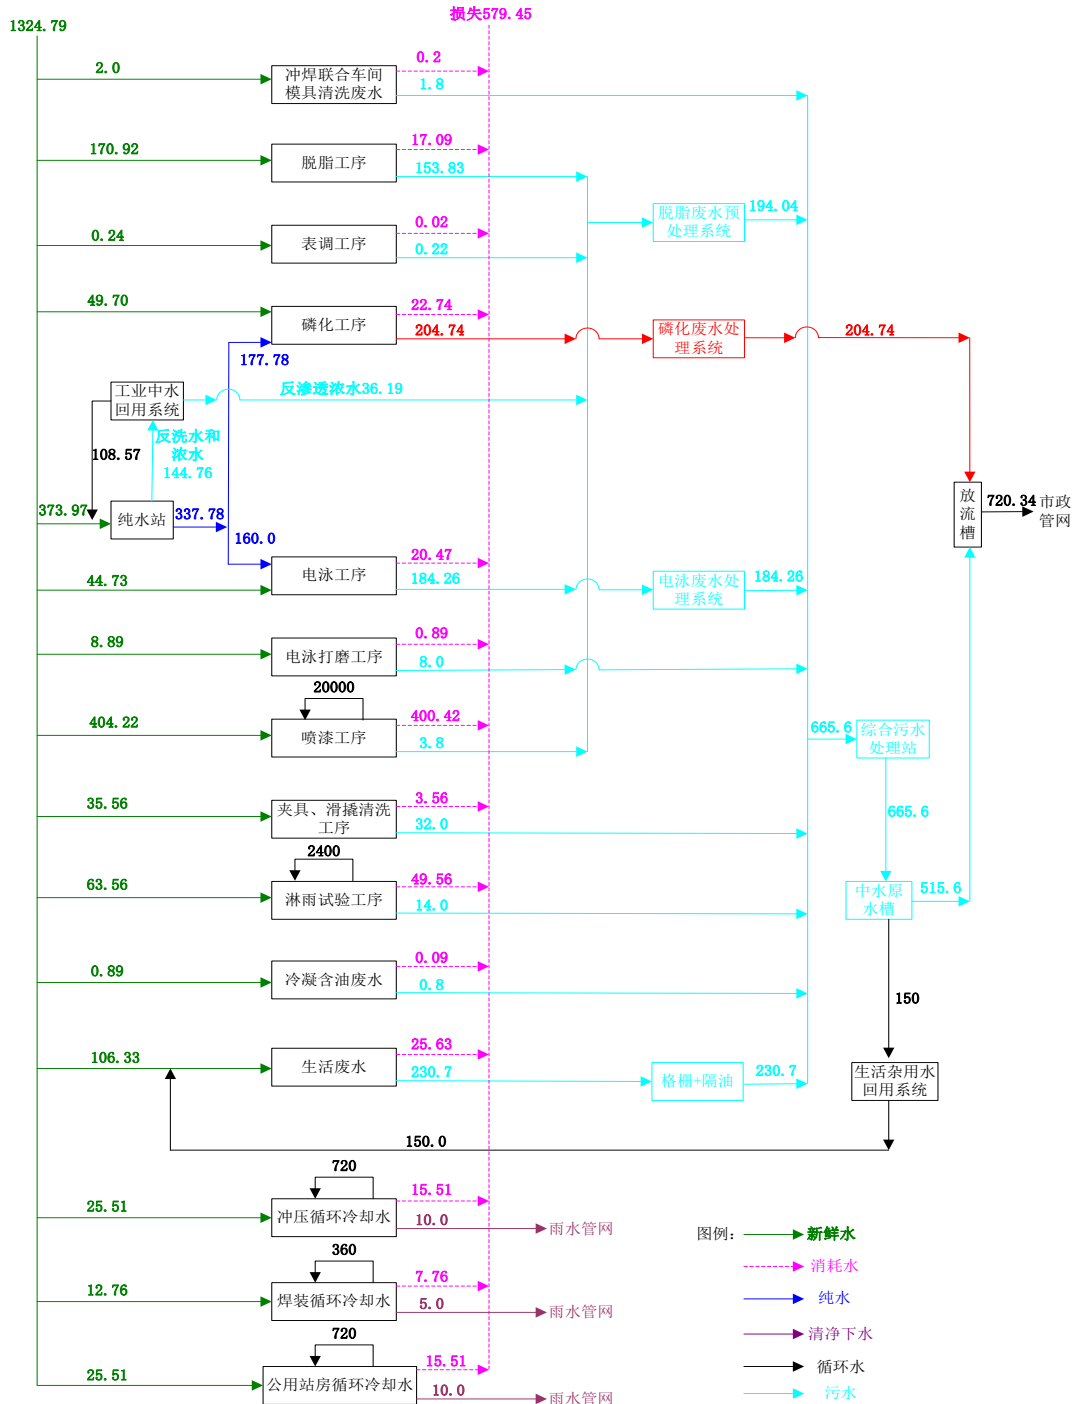 损失579.45
1324.79
2.0
冲焊联合车间
模具清洗废水
0.2
1.8
170.92
脱脂工序
17.09
153.83
脱脂废水预
处理系统
194.04
0.24
表调工序
0.02
0.22
49.70
磷化工序
22.74
204.74
磷化废水处
理系统
204.74
177.78
工业中水
回用系统
反渗透浓水36.19
反洗水和
浓水
144.76
108.57
373.97
纯水站
337.78
160.0
放
流
槽
720.34
市政
管网
44.73
电泳工序
20.47
184.26
电泳废水处
理系统
184.26
8.89
电泳打磨工序
0.89
8.0
20000
404.22
喷漆工序
400.42
3.8
665.6
综合污水
处理站
665.6
35.56
夹具、滑撬清洗
工序
3.56
32.0
2400
63.56
淋雨试验工序
49.56
14.0
中水原
水槽
515.6
0.89
冷凝含油废水
0.09
0.8
150
106.33
生活废水
25.63
230.7
格栅+隔油
230.7
生活杂用水
回用系统
150.0
720
25.51
冲压循环冷却水
15.51
10.0
雨水管网
360
12.76
焊装循环冷却水
7.76
5.0
雨水管网
720
25.51
公用站房循环冷却水
15.51
10.0
雨水管网
图例：
新鲜水
消耗水
纯水
清净下水
循环水
污水